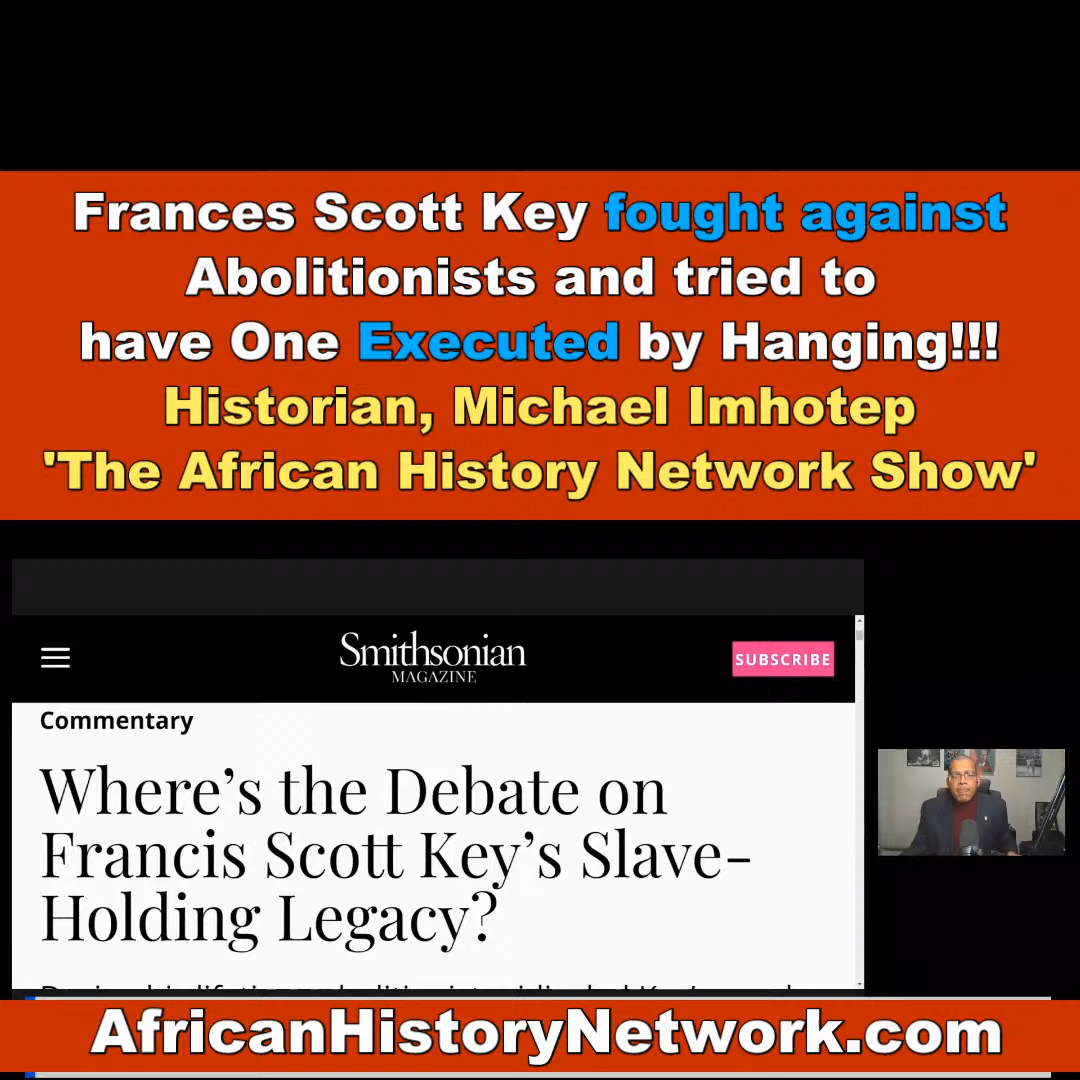 Frances Scott Key fought against
Abolitionists and tried to
have One Executed by Hanging!!!
Historian, Michael Imhotep
'The African History Network Show'
Smithsonian
MAGAZINE
SUBSCRIBE
Commentary
Where's the Debate on
Francis Scott Key's Slave-
Holding Legacy?
AfricanHistoryNetwork.com